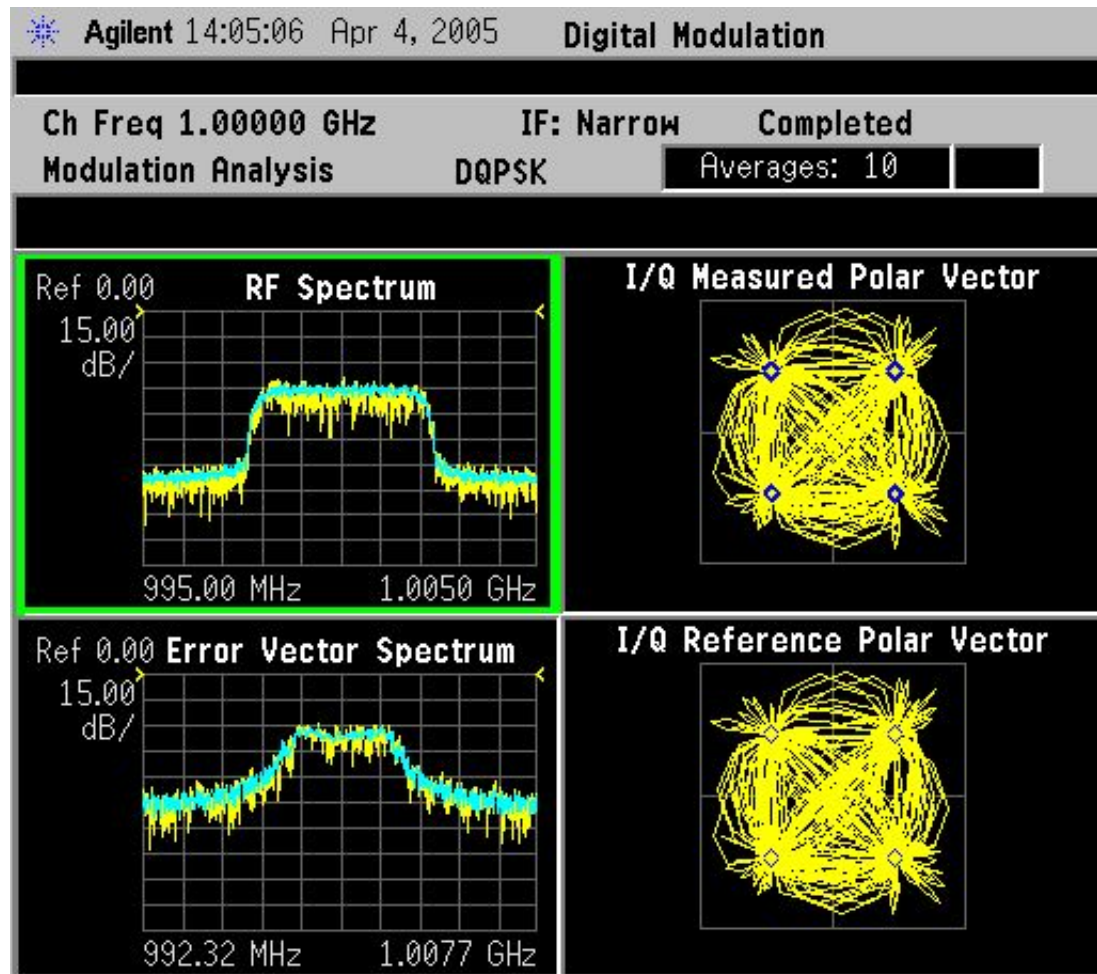 Agilent 14:05:06 Apr 4, 2005 Digital Modulation
Ch Freq 1.00000 GHz IF: Narrow Completed
Modulation Analysis DQPSK Averages: 10
Ref 0.00 RF Spectrum
15.00
dB/
995.00 MHz 1.0050 GHz
I/Q Measured Polar Vector
Ref 0.00 Error Vector Spectrum
15.00
dB/
992.32 MHz 1.0077 GHz
I/Q Reference Polar Vector